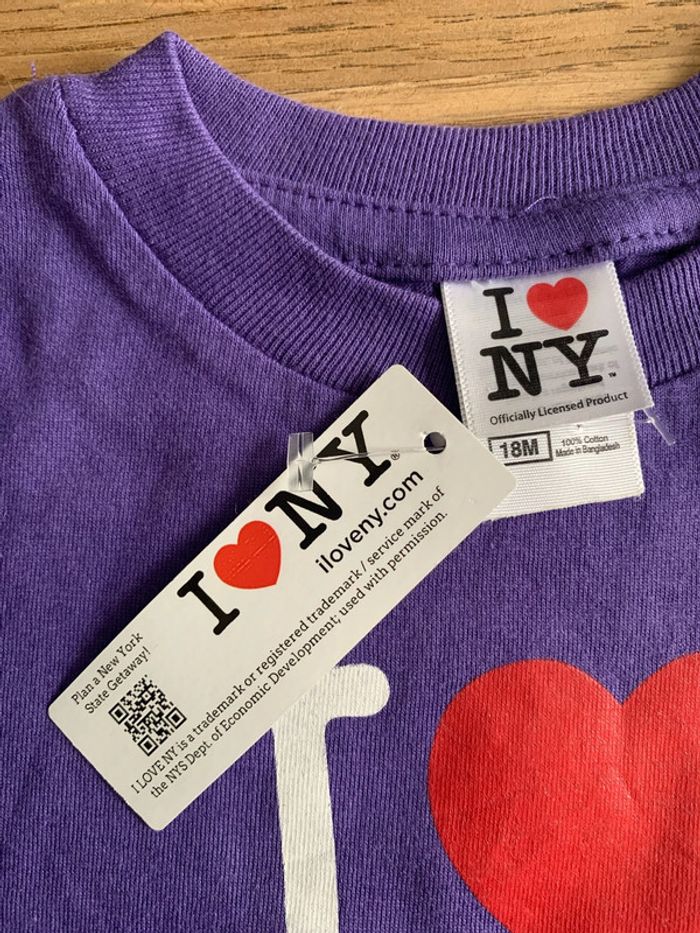 I ❤ NY™
Officially Licensed Product
18M
100% Cotton
Made in Bangladesh
I ❤ NY®
iloveny.com
Plan a New York
State Getaway!
I LOVE NY is a trademark or registered trademark / service mark of
the NYS Dept. of Economic Development; used with permission.
I ❤